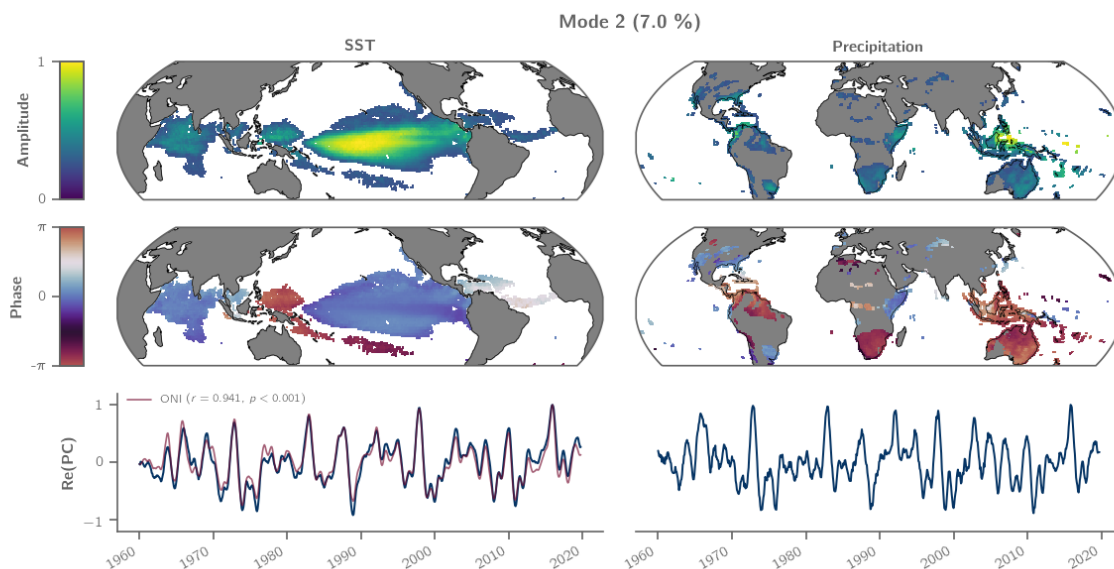 Mode 2 (7.0 %)
SST
Precipitation
Amplitude
1
0
Phase
π
0
-π
Re(PC)
1
0
−1
ONI (r = 0.941, p < 0.001)
1960 1970 1980 1990 2000 2010 2020
1960 1970 1980 1990 2000 2010 2020